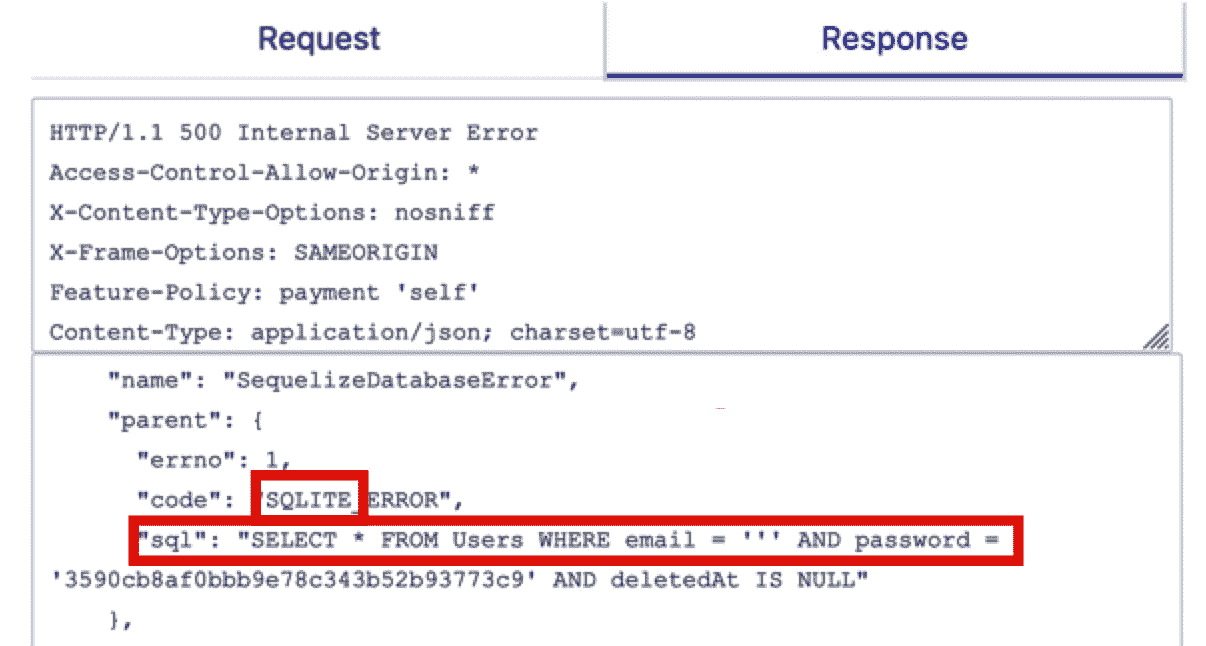 Request
Response
HTTP/1.1 500 Internal Server Error
Access-Control-Allow-Origin: *
X-Content-Type-Options: nosniff
X-Frame-Options: SAMEORIGIN
Feature-Policy: payment 'self'
Content-Type: application/json; charset=utf-8
"name": "SequelizeDatabaseError",
"parent": {
"errno": 1,
"code": "SQLITE_ERROR",
"sql": "SELECT * FROM Users WHERE email = ''' AND password =
'3590cb8af0bbb9e78c343b52b93773c9' AND deletedAt IS NULL"
},